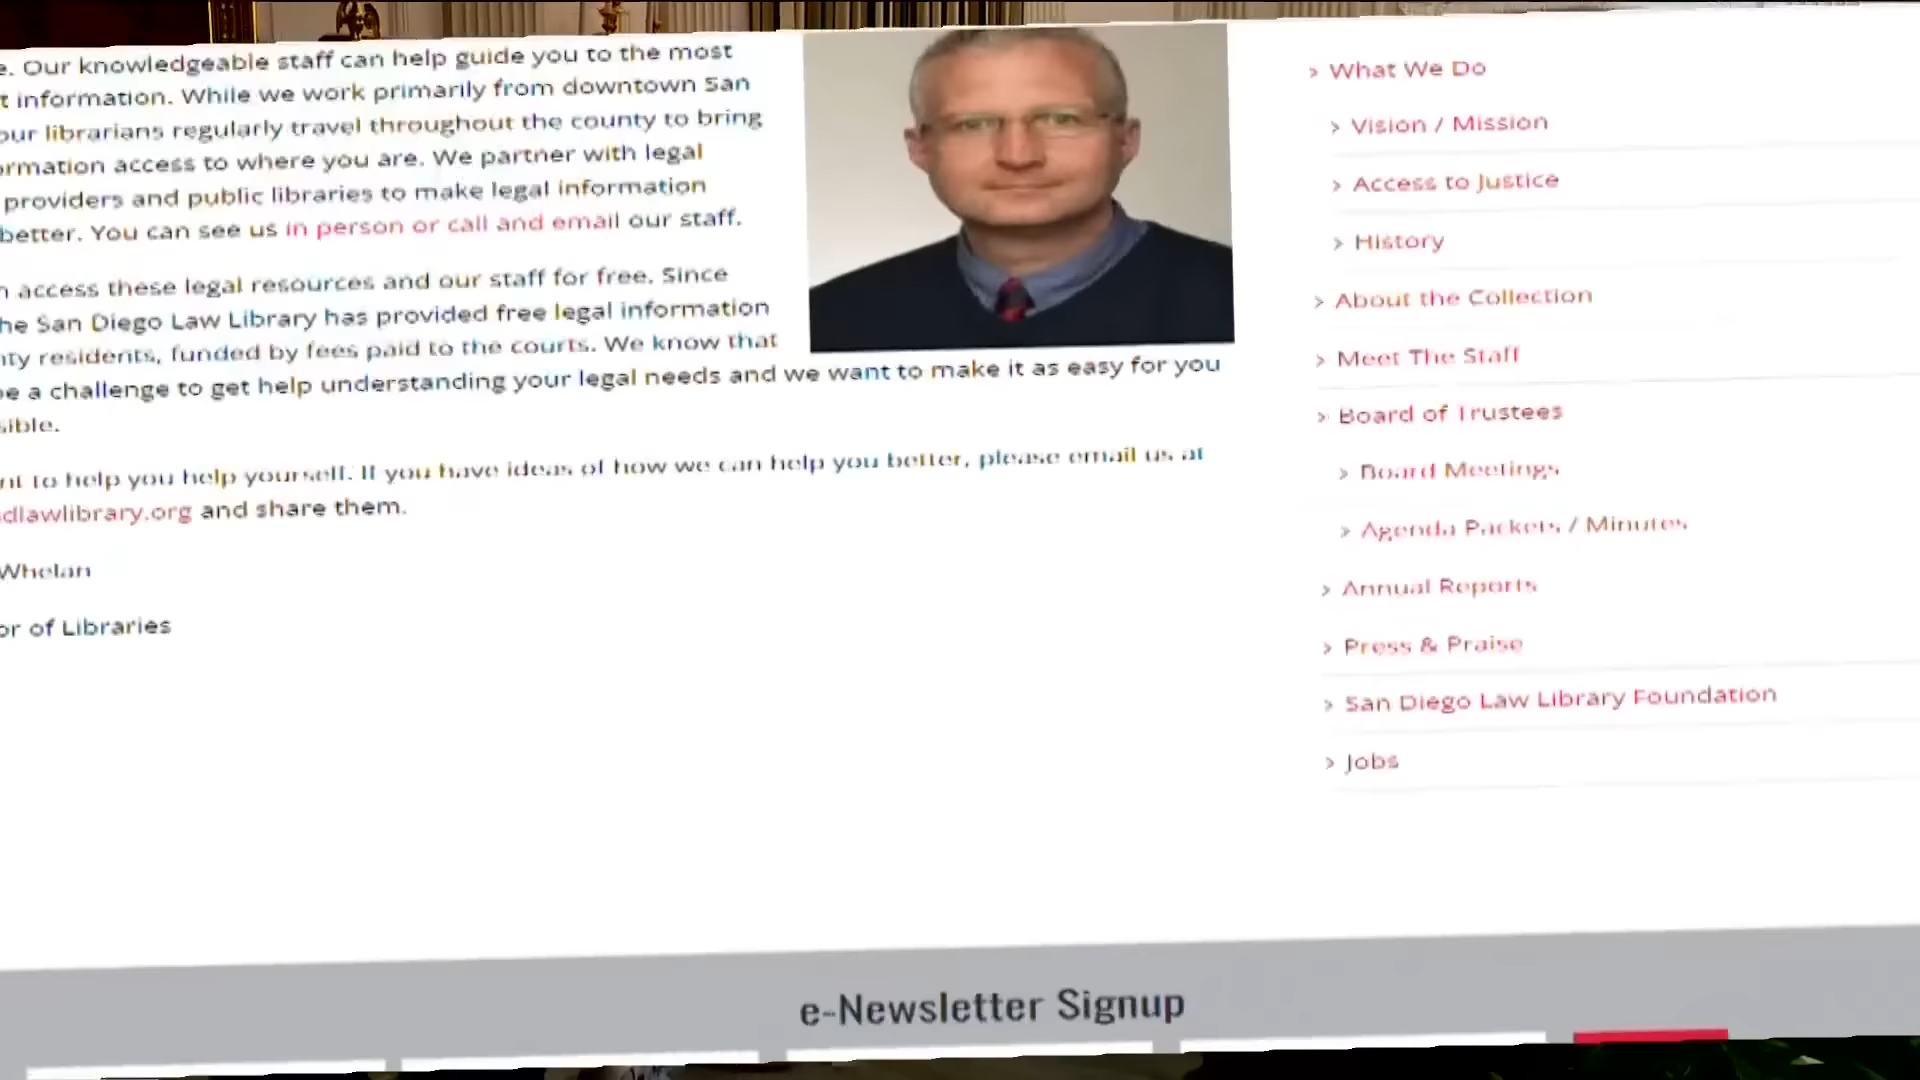 e. Our knowledgeable staff can help guide you to the most
t information. While we work primarily from downtown San
our librarians regularly travel throughout the county to bring
ormation access to where you are. We partner with legal
providers and public libraries to make legal information
better. You can see us in person or call and email our staff.
n access these legal resources and our staff for free. Since
he San Diego Law Library has provided free legal information
nty residents, funded by fees paid to the courts. We know that
be a challenge to get help understanding your legal needs and we want to make it as easy for you
sible.
nt to help you help yourself. If you have ideas of how we can help you better, please email us at
dlawlibrary.org and share them.
Whelan
or of Libraries
> What We Do
> Vision / Mission
> Access to Justice
> History
> About the Collection
> Meet The Staff
> Board of Trustees
> Board Meetings
> Agenda Packets / Minutes
> Annual Reports
> Press & Praise
> San Diego Law Library Foundation
> Jobs
e-Newsletter Signup